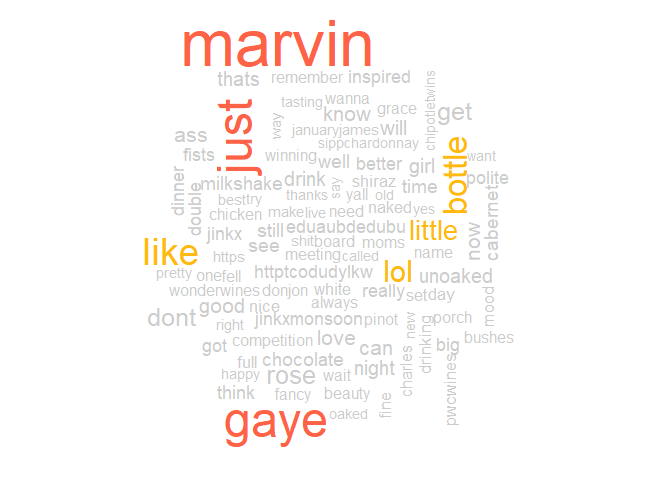 marvin
thats
remember
inspired
just
tasting
wanna
way
know
grace
chipotletwins
get
ass
januaryjames
will
fists
sippchardonnay
bottle
winning
well
better
girl
want
dinner
double
milkshake
drink
say
shiraz
time
polite
best
try
thanks
yall
old
chicken
make
live
need
naked
yes
cabernet
jinkx
still
eduaubdedubu
little
now
like
see
shitboard
moms
https
meeting
called
name
pretty
onefell
httptcodudylkw
lol
unoaked
wonderwines
donjon
white
really
setday
mood
dont
good
nice
always
right
jinkxmonsoon
pinot
new
porch
got
competition
love
can
drinking
big
bushes
full
chocolate
charles
happy
rose
wait
night
pwcwines
think
fancy
beauty
fine
gaye
oaked